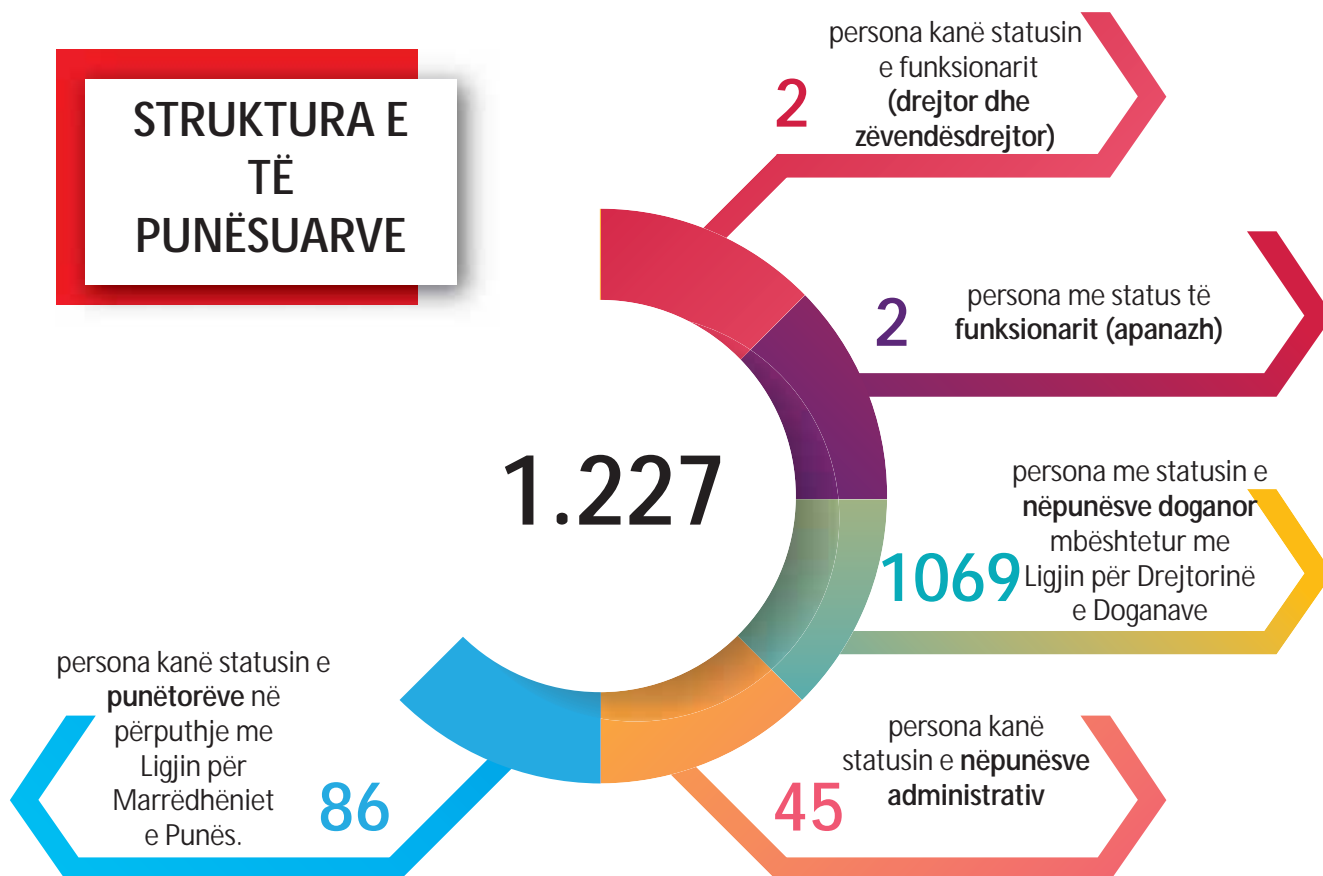 STRUKTURA E
TË
PUNËSUARVE
2
persona kanë statusin
e funksionarit
(drejtor dhe
zëvendësdrejtor)
2
persona me status të
funksionarit (apanazh)
1.227
1069
persona me statusin e
nëpunësve doganor
mbështetur me
Ligjin për Drejtorinë
e Doganave
45
persona kanë
statusin e nëpunësve
administrativ
86
persona kanë statusin e
punëtorëve në
përputhje me
Ligjin për
Marrëdhëniet
e Punës.